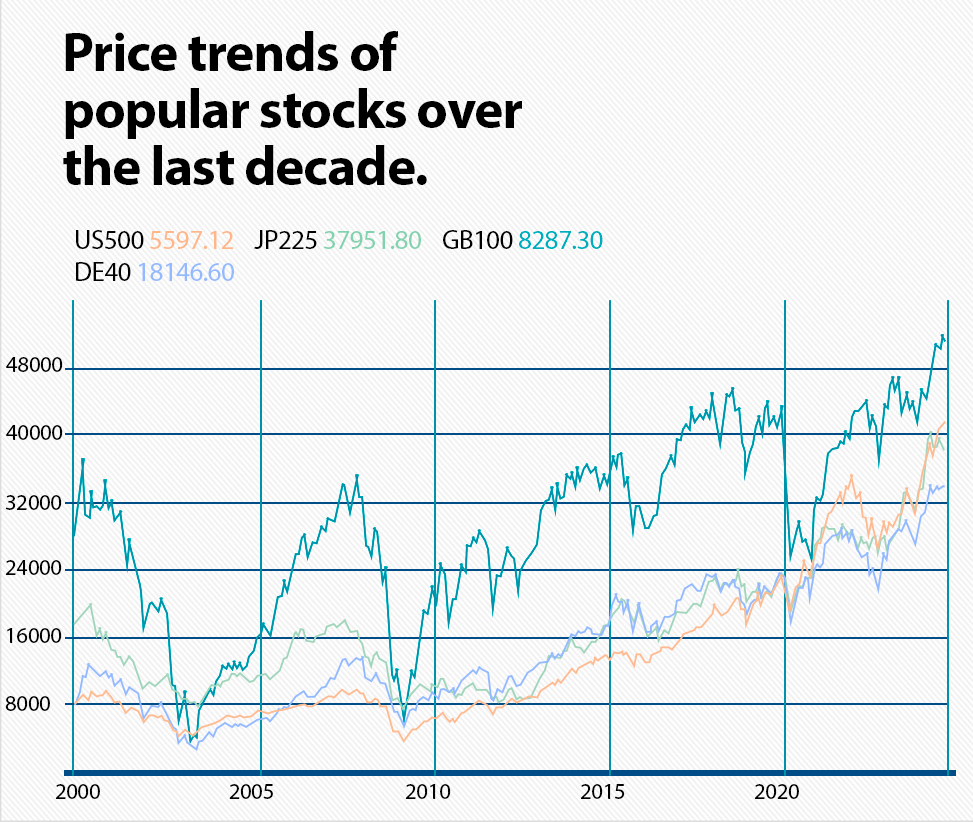 Price trends of
popular stocks over
the last decade.
US500 5597.12 JP225 37951.80 GB100 8287.30
DE40 18146.60
48000
40000
32000
24000
16000
8000
2000 2005 2010 2015 2020